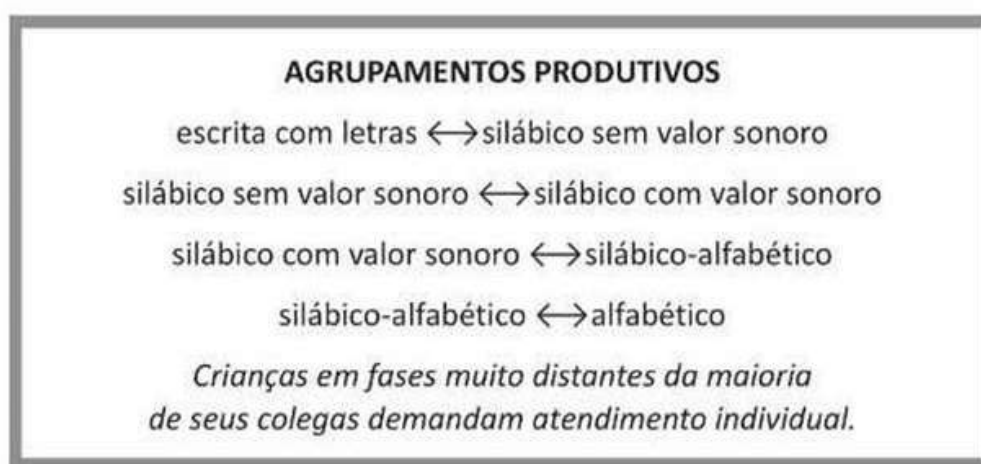 AGRUPAMENTOS PRODUTIVOS
escrita com letras ⟷ silábico sem valor sonoro
silábico sem valor sonoro ⟷ silábico com valor sonoro
silábico com valor sonoro ⟷ silábico-alfabético
silábico-alfabético ⟷ alfabético
Crianças em fases muito distantes da maioria
de seus colegas demandam atendimento individual.